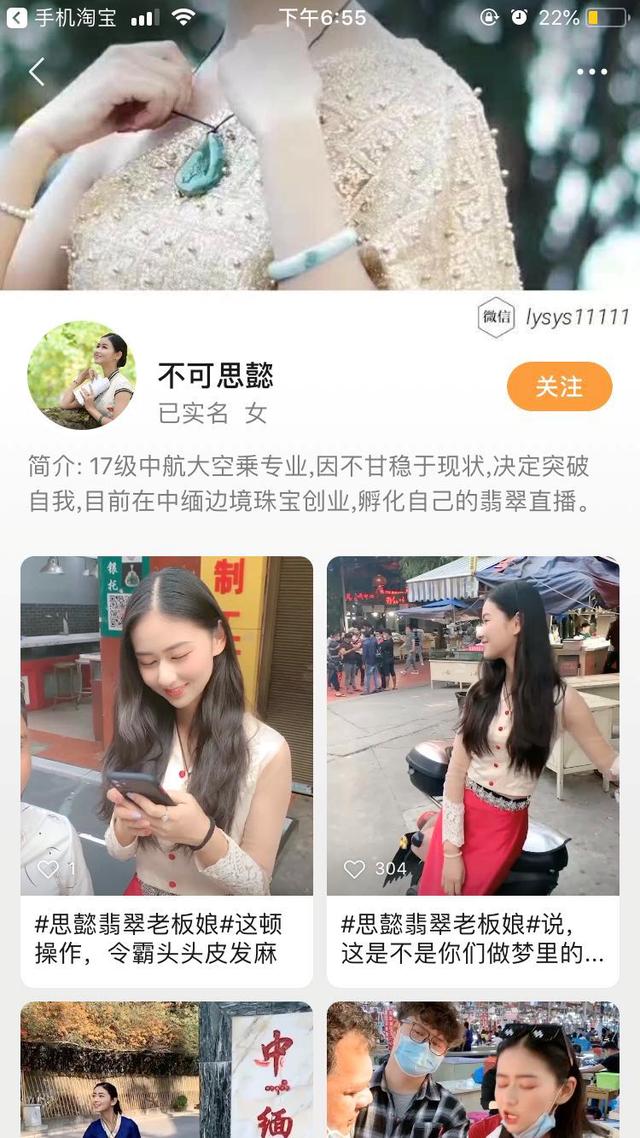 手机淘宝
下午6:55
22%
微信 lysys11111
不可思懿
关注
已实名 女
简介: 17级中航大空乘专业,因不甘稳于现状,决定突破
自我,目前在中缅边境珠宝创业,孵化自己的翡翠直播。
制
银
托
1
304
#思懿翡翠老板娘#这顿
操作，令霸头头皮发麻
#思懿翡翠老板娘#说，
这是不是你们做梦里的...
中
缅